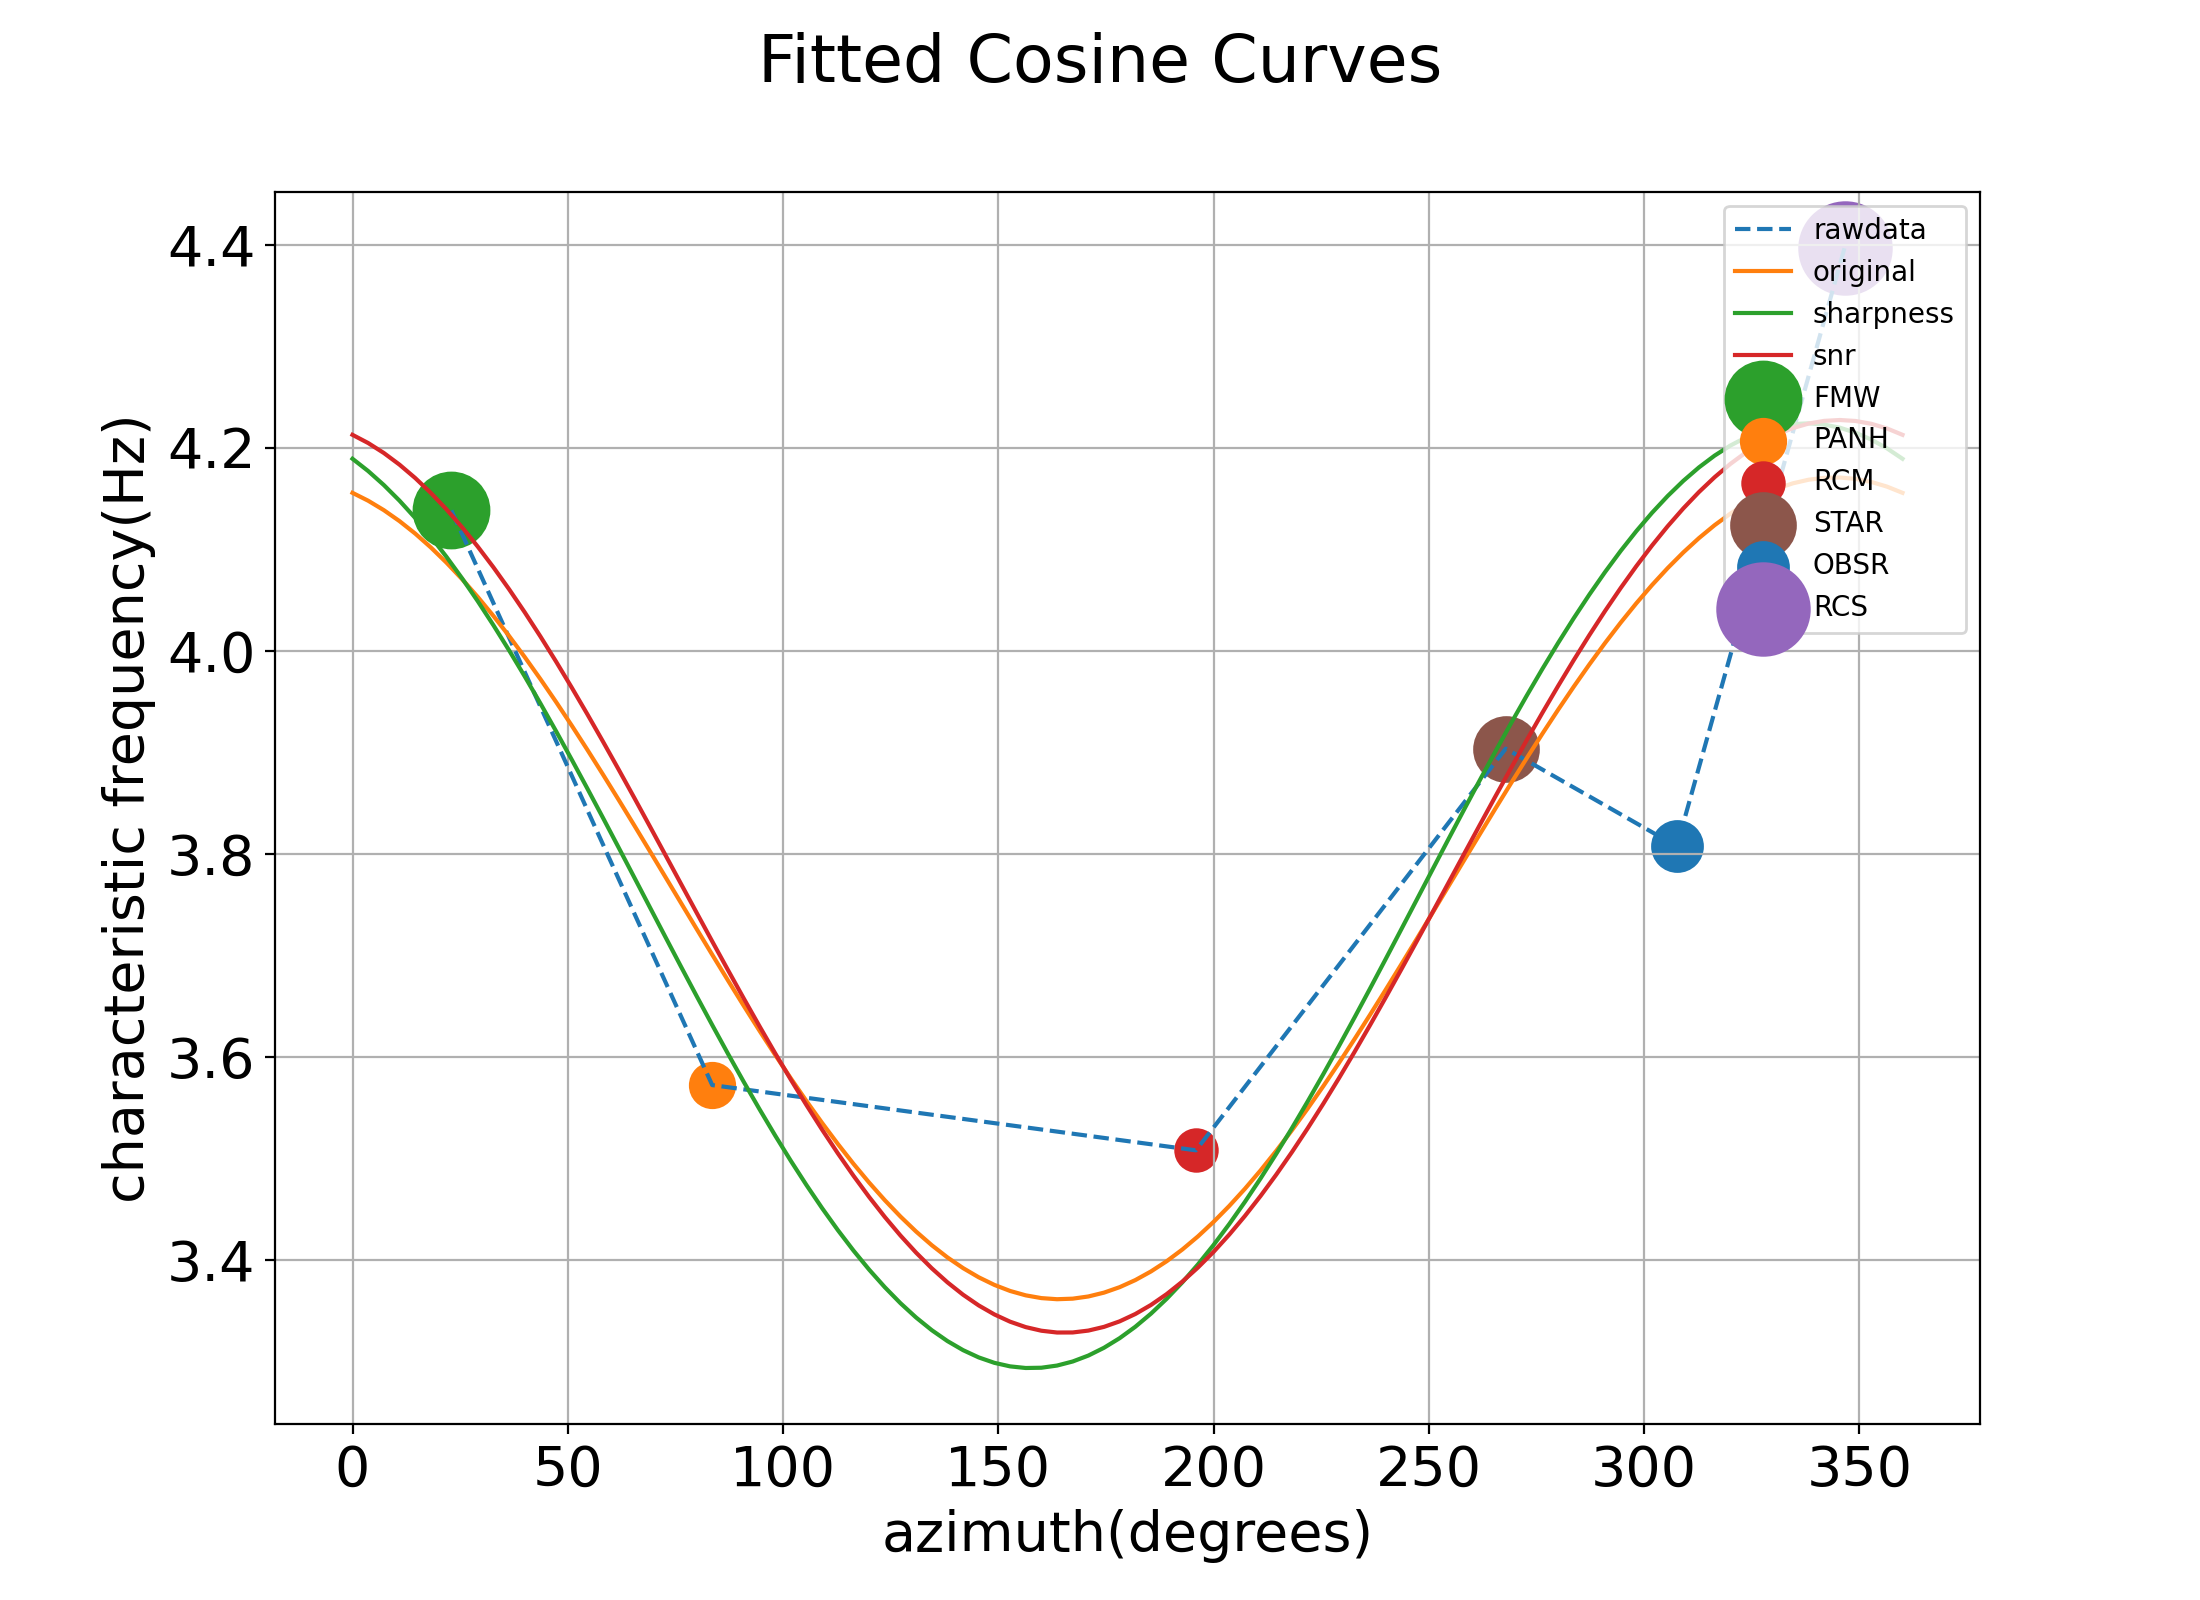 Fitted Cosine Curves
characteristic frequency(Hz)
4.4
4.2
4.0
3.8
3.6
3.4
rawdata
original
sharpness
snr
FMW
PANH
RCM
STAR
OBSR
RCS
0 50 100 150 200 250 300 350
azimuth(degrees)